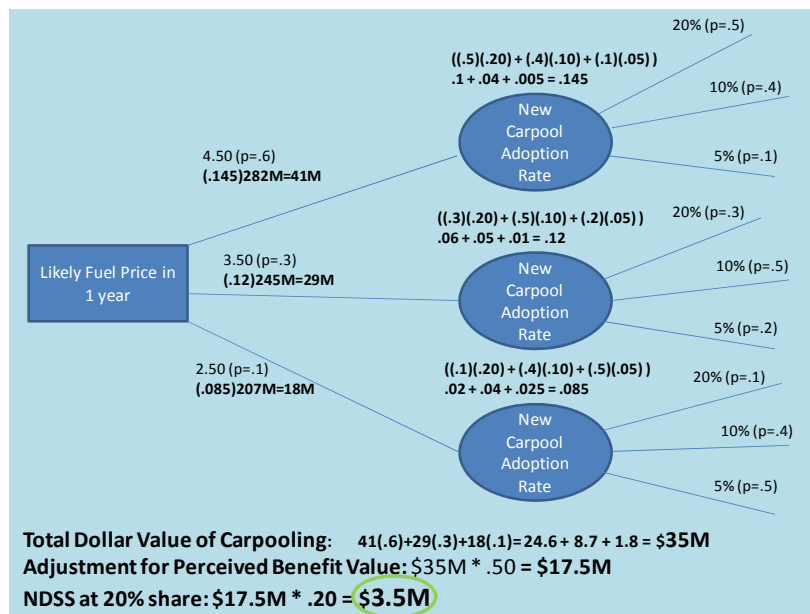 20% (p=.5)
((.5)(.20) + (.4)(.10) + (.1)(.05) )
.1 + .04 + .005 = .145
10% (p=.4)
New
Carpool
Adoption
Rate
5% (p=.1)
4.50 (p=.6)
(.145)282M=41M
((.3)(.20) + (.5)(.10) + (.2)(.05) )
.06 + .05 + .01 = .12
20% (p=.3)
Likely Fuel Price in
1 year
3.50 (p=.3)
(.12)245M=29M
New
Carpool
Adoption
Rate
10% (p=.5)
5% (p=.2)
2.50 (p=.1)
(.085)207M=18M
((.1)(.20) + (.4)(.10) + (.5)(.05) )
.02 + .04 + .025 = .085
20% (p=.1)
New
Carpool
Adoption
Rate
10% (p=.4)
5% (p=.5)
Total Dollar Value of Carpooling: 41(.6)+29(.3)+18(.1)= 24.6 + 8.7 + 1.8 = $35M
Adjustment for Perceived Benefit Value: $35M * .50 = $17.5M
NDSS at 20% share: $17.5M * .20 = $3.5M